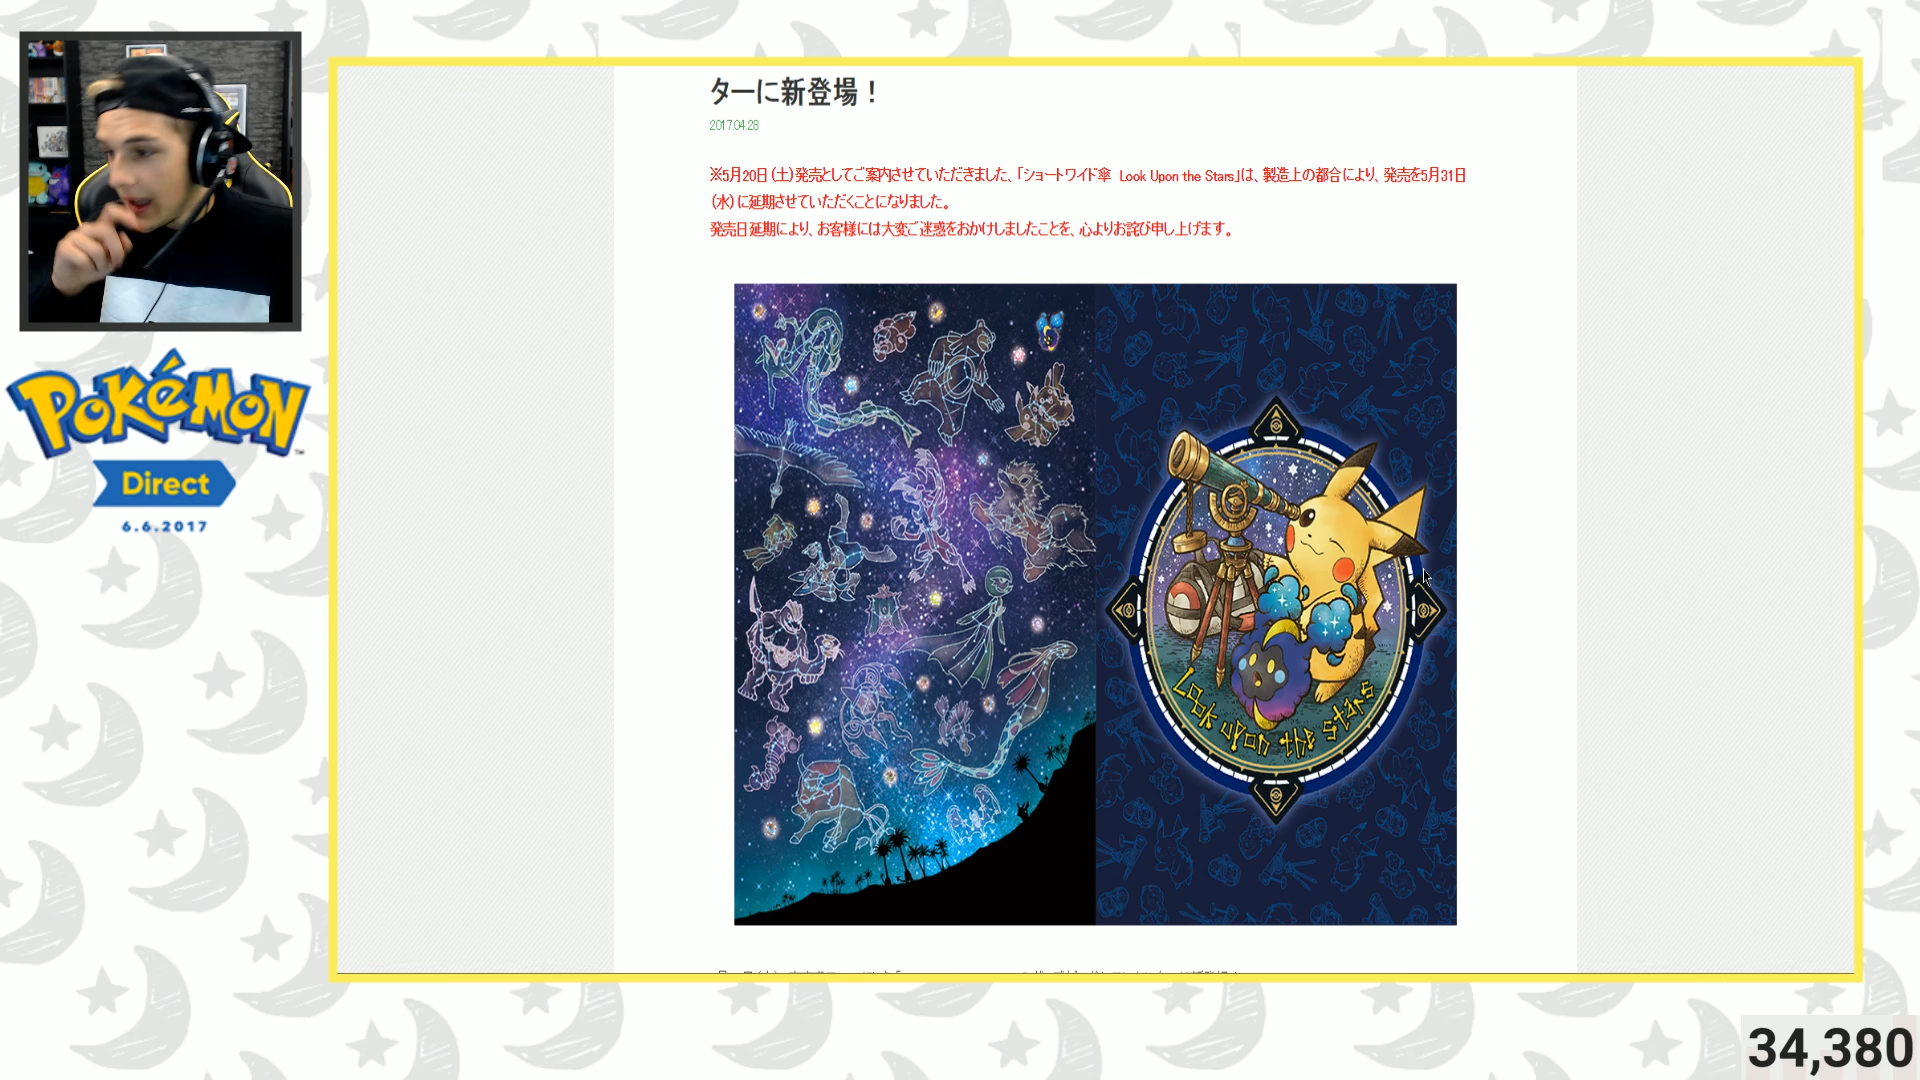 ターに新登場！
2017.04.28
※5月20日（土）発売としてご案内させていただきました、「ショートワイド傘 Look Upon the Stars」は、製造上の都合により、発売を5月31日
（水）に延期させていただくことになりました。
発売日延期により、お客様には大変ご迷惑をおかけしましたことを、心よりお詫び申し上げます。
POKéMON
TM
Direct
6.6.2017
Look upon the stars
34,380